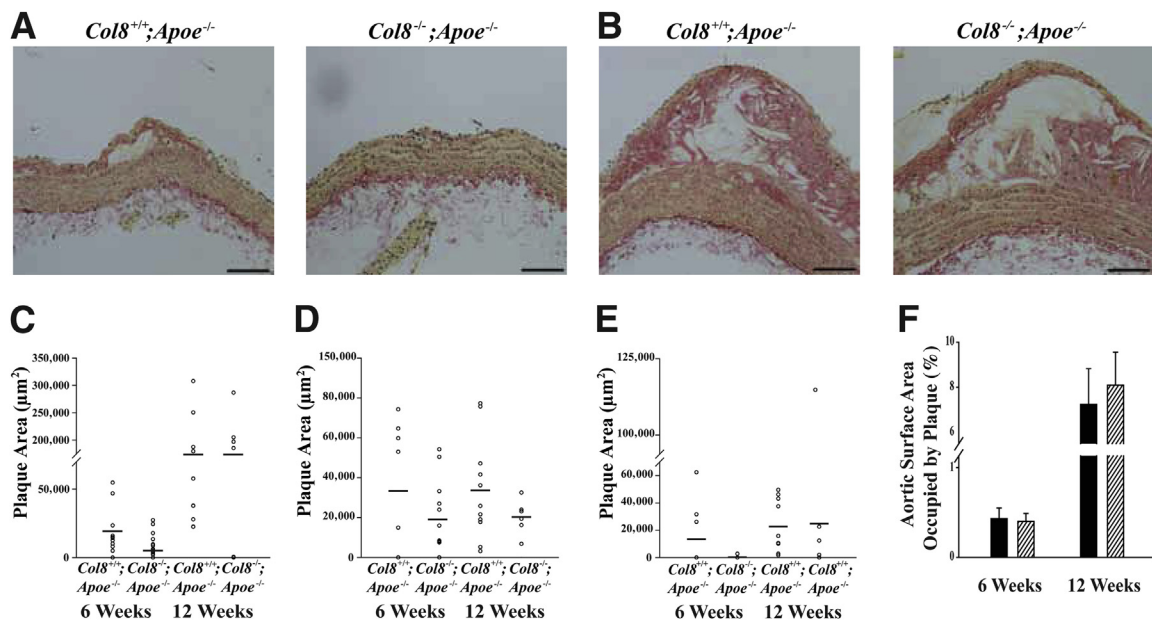 A
Col8+/+;Apoe-/-
Col8-/-;Apoe-/-
B
Col8+/+;Apoe-/-
Col8-/-;Apoe-/-
C
Plaque Area (µm2)
350,000
300,000
250,000
200,000
50,000
0
Col8+/+; Col8-/-; Col8+/+; Col8-/-;
Apoe-/- Apoe-/- Apoe-/- Apoe-/-
6 Weeks 12 Weeks
D
Plaque Area (µm2)
150,000
80,000
60,000
40,000
20,000
0
Col8+/+; Col8-/-; Col8+/+; Col8-/-;
Apoe-/- Apoe-/- Apoe-/- Apoe-/-
6 Weeks 12 Weeks
E
Plaque Area (µm2)
125,000
100,000
60,000
40,000
20,000
0
Col8+/+; Col8-/-; Col8+/+; Col8+/+;
Apoe-/- Apoe-/- Apoe-/- Apoe-/-
6 Weeks 12 Weeks
F
Aortic Surface Area
Occupied by Plaque (%)
10
8
6
1
0
6 Weeks 12 Weeks